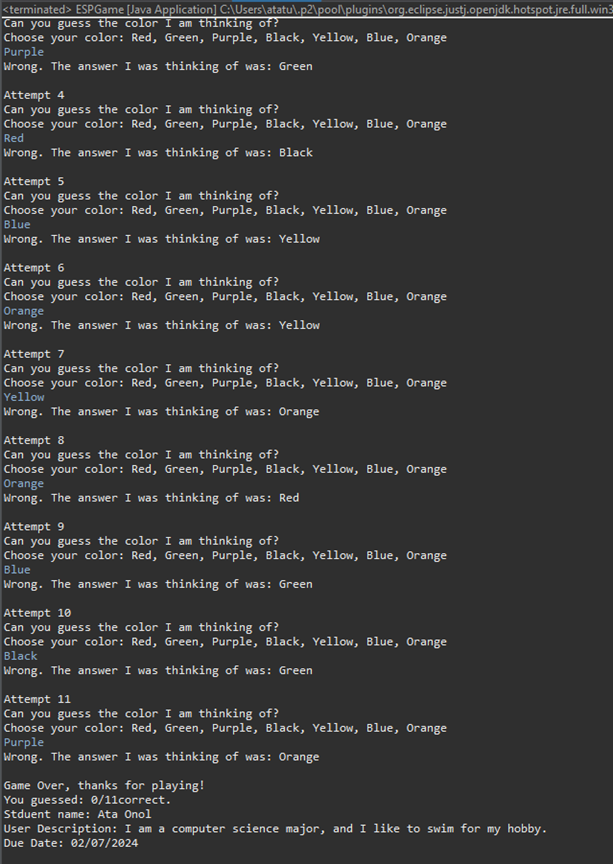 <terminated> ESPGame [Java Application] C:\Users\atatu\.p2\pool\plugins\org.eclipse.justj.openjdk.hotspot.jre.full.win3
Can you guess the color I am thinking of?
Choose your color: Red, Green, Purple, Black, Yellow, Blue, Orange
Purple
Wrong. The answer I was thinking of was: Green

Attempt 4
Can you guess the color I am thinking of?
Choose your color: Red, Green, Purple, Black, Yellow, Blue, Orange
Red
Wrong. The answer I was thinking of was: Black

Attempt 5
Can you guess the color I am thinking of?
Choose your color: Red, Green, Purple, Black, Yellow, Blue, Orange
Blue
Wrong. The answer I was thinking of was: Yellow

Attempt 6
Can you guess the color I am thinking of?
Choose your color: Red, Green, Purple, Black, Yellow, Blue, Orange
Orange
Wrong. The answer I was thinking of was: Yellow

Attempt 7
Can you guess the color I am thinking of?
Choose your color: Red, Green, Purple, Black, Yellow, Blue, Orange
Yellow
Wrong. The answer I was thinking of was: Orange

Attempt 8
Can you guess the color I am thinking of?
Choose your color: Red, Green, Purple, Black, Yellow, Blue, Orange
Orange
Wrong. The answer I was thinking of was: Red

Attempt 9
Can you guess the color I am thinking of?
Choose your color: Red, Green, Purple, Black, Yellow, Blue, Orange
Blue
Wrong. The answer I was thinking of was: Green

Attempt 10
Can you guess the color I am thinking of?
Choose your color: Red, Green, Purple, Black, Yellow, Blue, Orange
Black
Wrong. The answer I was thinking of was: Green

Attempt 11
Can you guess the color I am thinking of?
Choose your color: Red, Green, Purple, Black, Yellow, Blue, Orange
Purple
Wrong. The answer I was thinking of was: Orange

Game Over, thanks for playing!
You guessed: 0/11correct.
Stduent name: Ata Onol
User Description: I am a computer science major, and I like to swim for my hobby.
Due Date: 02/07/2024